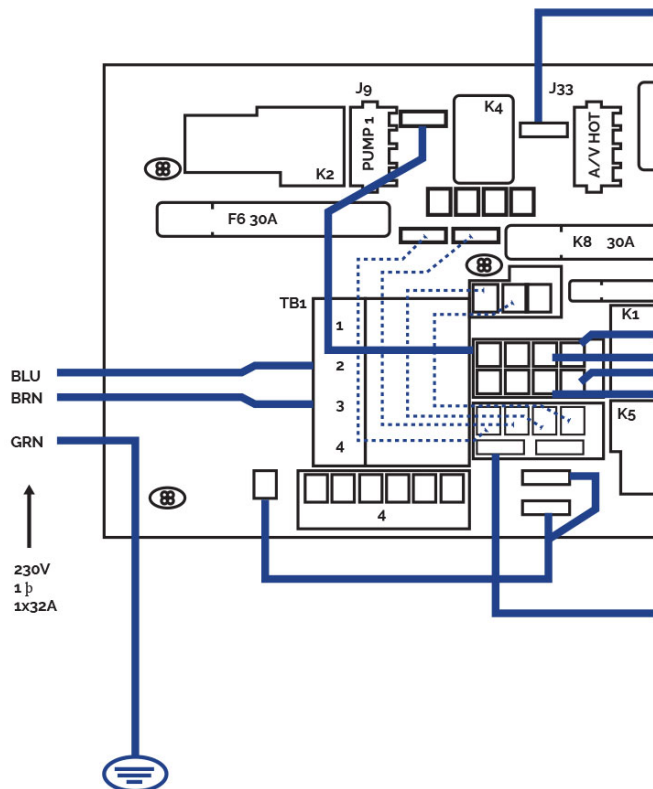 J9
J33
K4
PUMP 1
A/V HOT
K2
F6 30A
K8 30A
TB1
K1
1
BLU
2
BRN
3
K5
GRN
4
4
230V
1 þ
1x32A